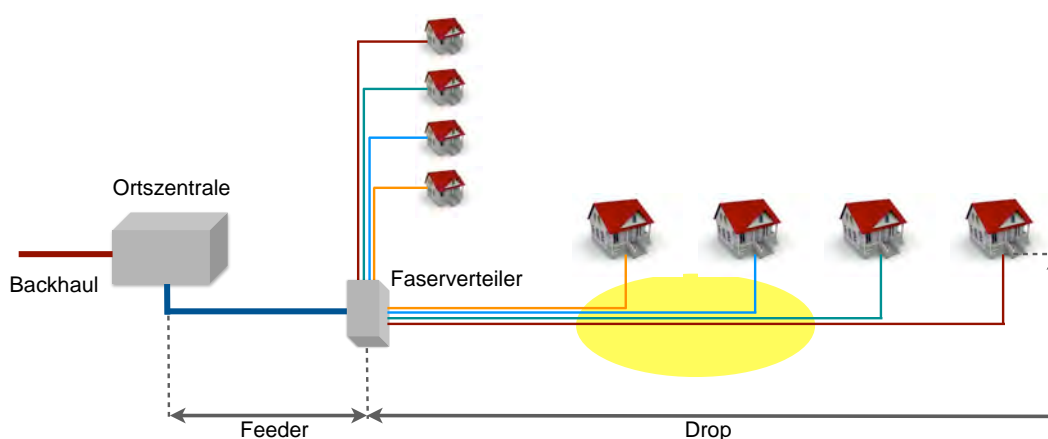 Ortszentrale
Backhaul
Faserverteiler
Feeder
Drop